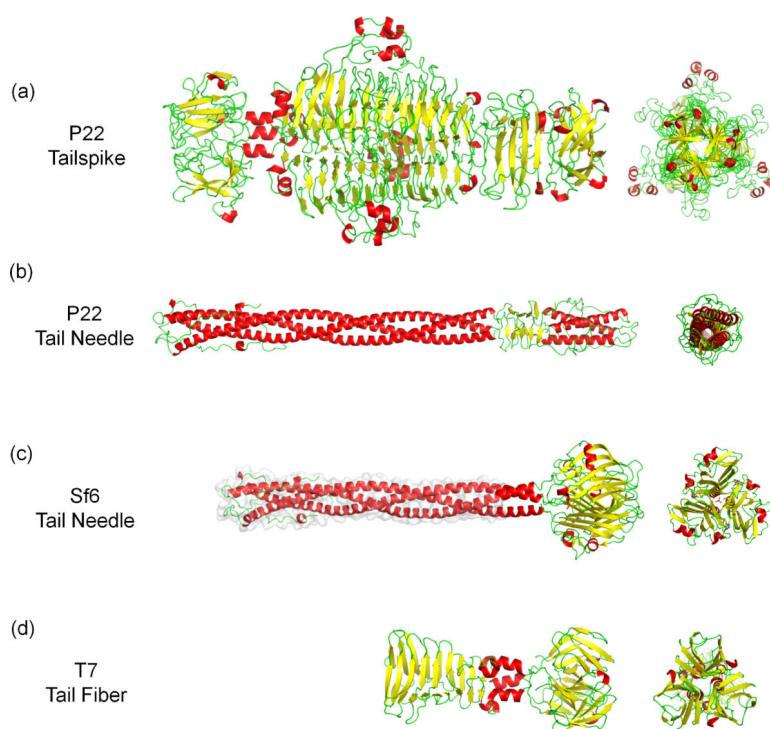 (a)
P22
Tailspike
(b)
P22
Tail Needle
(c)
Sf6
Tail Needle
(d)
T7
Tail Fiber